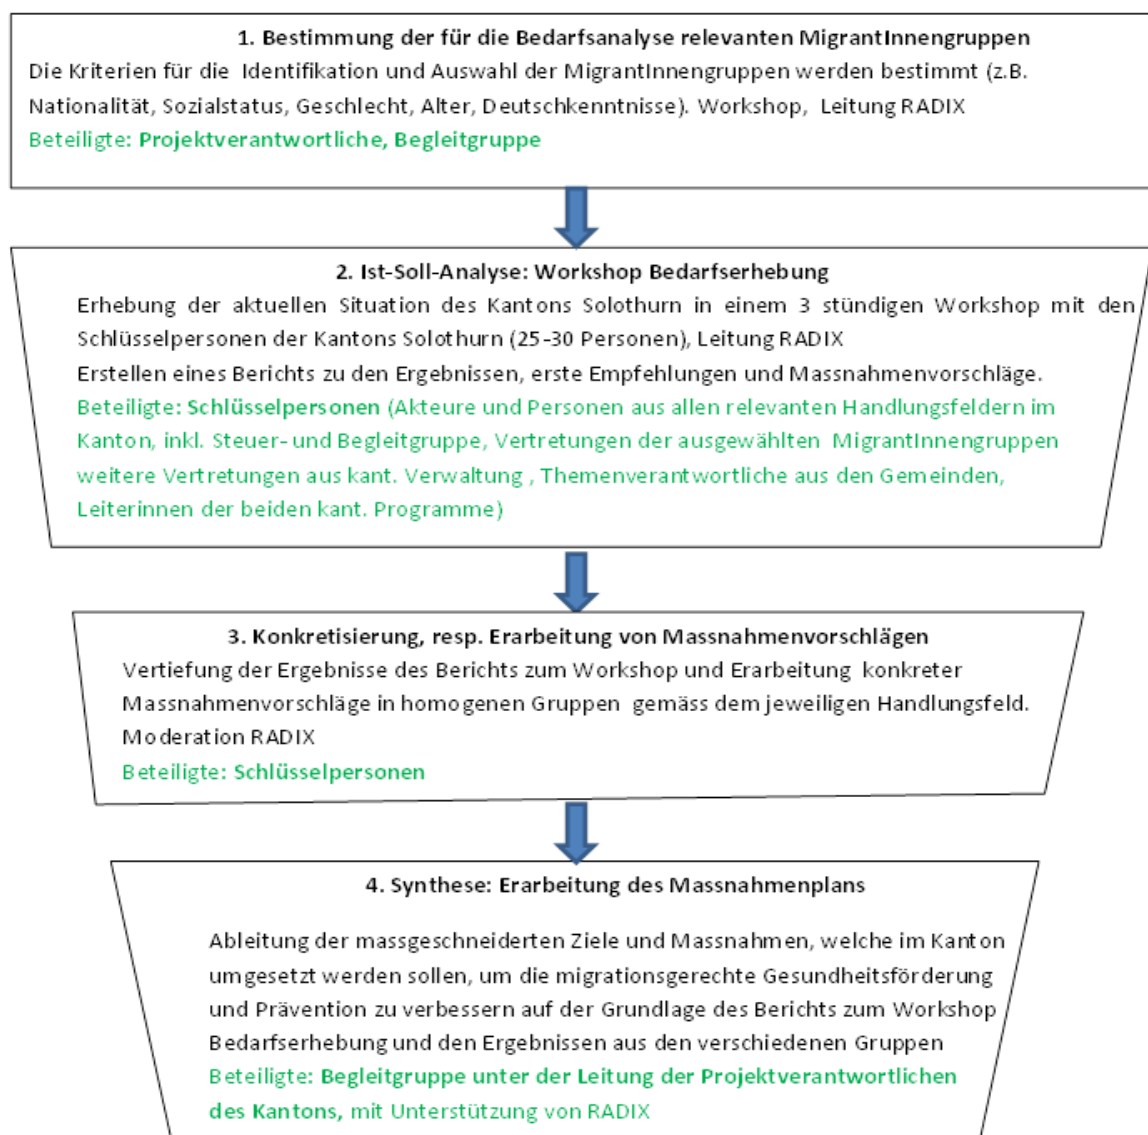 1. Bestimmung der für die Bedarfsanalyse relevanten MigrantInnengruppen
Die Kriterien für die Identifikation und Auswahl der MigrantInnengruppen werden bestimmt (z.B.
Nationalität, Sozialstatus, Geschlecht, Alter, Deutschkenntnisse). Workshop, Leitung RADIX
Beteiligte: Projektverantwortliche, Begleitgruppe
2. Ist-Soll-Analyse: Workshop Bedarfserhebung
Erhebung der aktuellen Situation des Kantons Solothurn in einem 3 stündigen Workshop mit den
Schlüsselpersonen der Kantons Solothurn (25-30 Personen), Leitung RADIX
Erstellen eines Berichts zu den Ergebnissen, erste Empfehlungen und Massnahmenvorschläge.
Beteiligte: Schlüsselpersonen (Akteure und Personen aus allen relevanten Handlungsfeldern im
Kanton, inkl. Steuer- und Begleitgruppe, Vertretungen der ausgewählten MigrantInnengruppen
weitere Vertretungen aus kant. Verwaltung , Themenverantwortliche aus den Gemeinden,
Leiterinnen der beiden kant. Programme)
3. Konkretisierung, resp. Erarbeitung von Massnahmenvorschlägen
Vertiefung der Ergebnisse des Berichts zum Workshop und Erarbeitung konkreter
Massnahmenvorschläge in homogenen Gruppen gemäss dem jeweiligen Handlungsfeld.
Moderation RADIX
Beteiligte: Schlüsselpersonen
4. Synthese: Erarbeitung des Massnahmenplans
Ableitung der massgeschneiderten Ziele und Massnahmen, welche im Kanton
umgesetzt werden sollen, um die migrationsgerechte Gesundheitsförderung
und Prävention zu verbessern auf der Grundlage des Berichts zum Workshop
Bedarfserhebung und den Ergebnissen aus den verschiedenen Gruppen
Beteiligte: Begleitgruppe unter der Leitung der Projektverantwortlichen
des Kantons, mit Unterstützung von RADIX